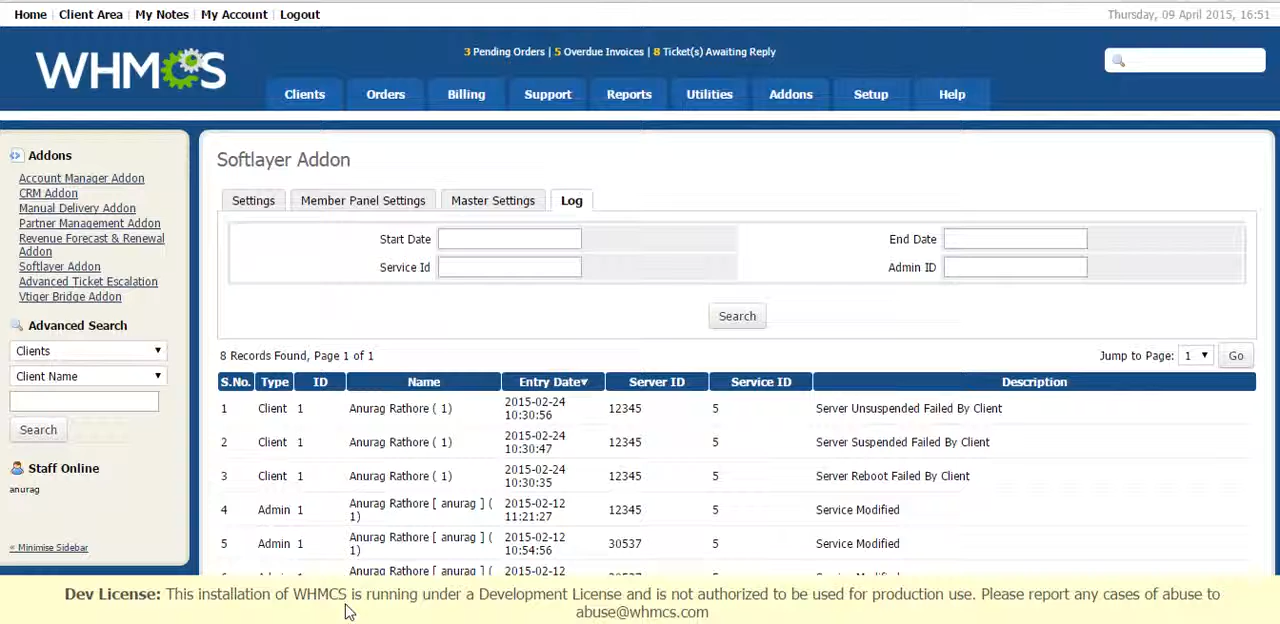 Home | Client Area | My Notes | My Account | Logout
Thursday, 09 April 2015, 16:51
WHMCS
3 Pending Orders | 5 Overdue Invoices | 8 Ticket(s) Awaiting Reply
Clients Orders Billing Support Reports Utilities Addons Setup Help
Addons
Account Manager Addon
CRM Addon
Manual Delivery Addon
Partner Management Addon
Revenue Forecast & Renewal
Addon
Softlayer Addon
Advanced Ticket Escalation
Vtiger Bridge Addon
Advanced Search
Clients
Client Name
Search
Staff Online
anurag
« Minimise Sidebar
Softlayer Addon
Settings Member Panel Settings Master Settings Log
Start Date End Date
Service Id Admin ID
Search
8 Records Found, Page 1 of 1
Jump to Page: 1 Go
S.No. Type ID Name Entry Date▾ Server ID Service ID Description
1 Client 1 Anurag Rathore ( 1) 2015-02-24 10:30:56 12345 5 Server Unsuspended Failed By Client
2 Client 1 Anurag Rathore ( 1) 2015-02-24 10:30:47 12345 5 Server Suspended Failed By Client
3 Client 1 Anurag Rathore ( 1) 2015-02-24 10:30:35 12345 5 Server Reboot Failed By Client
4 Admin 1 Anurag Rathore [ anurag ] ( 1) 2015-02-12 11:21:27 12345 5 Service Modified
5 Admin 1 Anurag Rathore [ anurag ] ( 1) 2015-02-12 10:54:56 30537 5 Service Modified
Anurag Rathore [ anurag ] ( 2015-02-12
Dev License: This installation of WHMCS is running under a Development License and is not authorized to be used for production use. Please report any cases of abuse to
abuse@whmcs.com